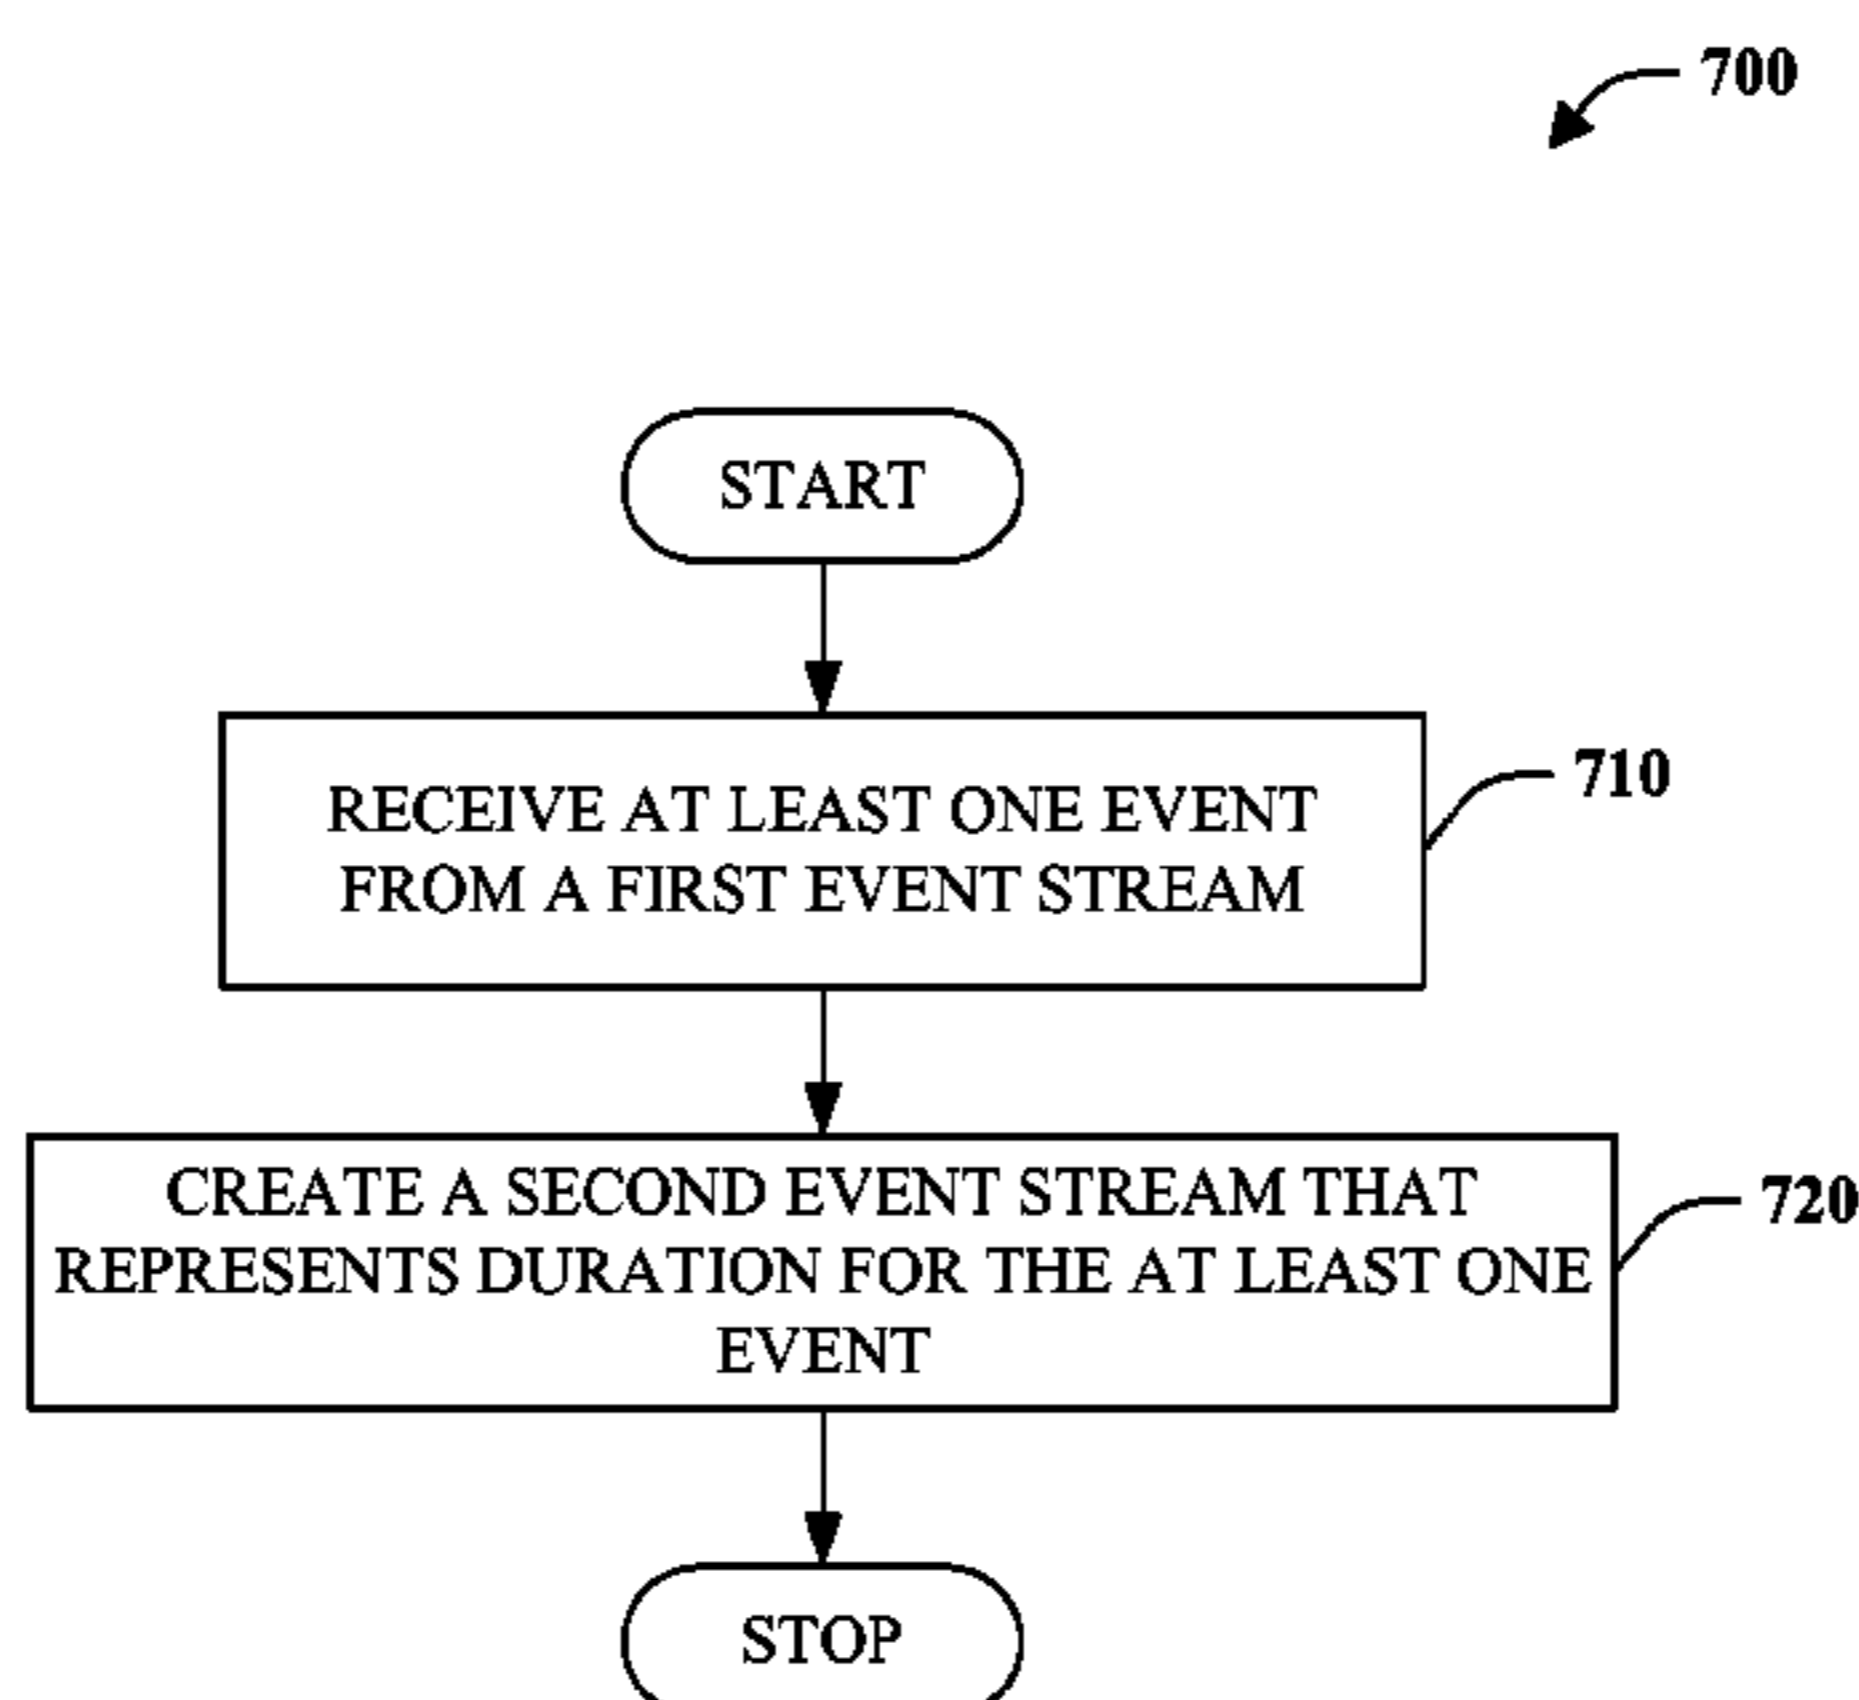 700
START
710
RECEIVE AT LEAST ONE EVENT
FROM A FIRST EVENT STREAM
720
CREATE A SECOND EVENT STREAM THAT
REPRESENTS DURATION FOR THE AT LEAST ONE
EVENT
STOP